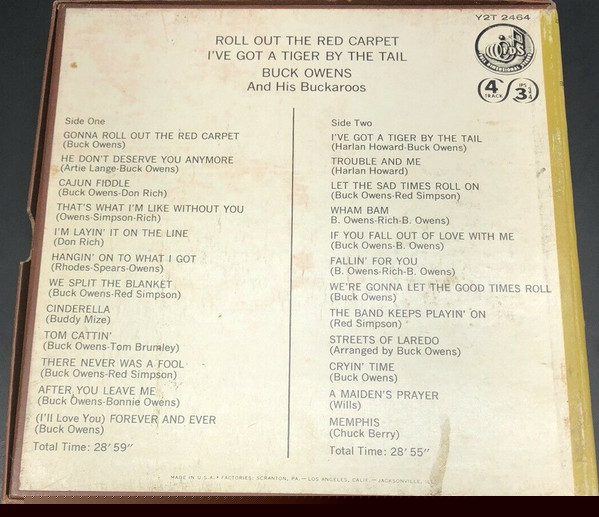 Y2T 2464
ROLL OUT THE RED CARPET
I'VE GOT A TIGER BY THE TAIL
BUCK OWENS
And His Buckaroos
4 TRACK
IPS 3 3/4
Side One
GONNA ROLL OUT THE RED CARPET
(Buck Owens)
HE DON'T DESERVE YOU ANYMORE
(Artie Lange-Buck Owens)
CAJUN FIDDLE
(Buck Owens-Don Rich)
THAT'S WHAT I'M LIKE WITHOUT YOU
(Owens-Simpson-Rich)
I'M LAYIN' IT ON THE LINE
(Don Rich)
HANGIN' ON TO WHAT I GOT
(Rhodes-Spears-Owens)
WE SPLIT THE BLANKET
(Buck Owens-Red Simpson)
CINDERELLA
(Buddy Mize)
TOM CATTIN'
(Buck Owens-Tom Brumley)
THERE NEVER WAS A FOOL
(Buck Owens-Red Simpson)
AFTER YOU LEAVE ME
(Buck Owens-Bonnie Owens)
(I'll Love You) FOREVER AND EVER
(Buck Owens)
Total Time: 28' 59"
Side Two
I'VE GOT A TIGER BY THE TAIL
(Harlan Howard-Buck Owens)
TROUBLE AND ME
(Harlan Howard)
LET THE SAD TIMES ROLL ON
(Buck Owens-Red Simpson)
WHAM BAM
B. Owens-Rich-B. Owens)
IF YOU FALL OUT OF LOVE WITH ME
(Buck Owens-B. Owens)
FALLIN' FOR YOU
(B. Owens-Rich-B. Owens)
WE'RE GONNA LET THE GOOD TIMES ROLL
(Buck Owens)
THE BAND KEEPS PLAYIN' ON
(Red Simpson)
STREETS OF LAREDO
(Arranged by Buck Owens)
CRYIN' TIME
(Buck Owens)
A MAIDEN'S PRAYER
(Wills)
MEMPHIS
(Chuck Berry)
Total Time: 28' 55"
MADE IN U.S.A. • FACTORIES: SCRANTON, PA. — LOS ANGELES, CALIF. — JACKSONVILLE, ILL.